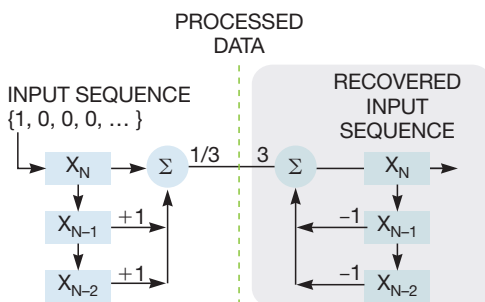 PROCESSED
DATA
INPUT SEQUENCE
{1, 0, 0, 0, … }
RECOVERED
INPUT
SEQUENCE
X_N
Σ
1/3
3
Σ
X_N
X_N–1
+1
–1
X_N–1
X_N–2
+1
–1
X_N–2